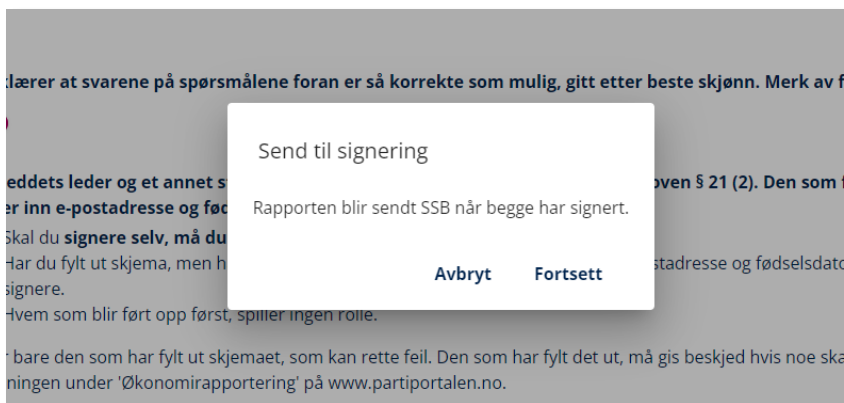 klærer at svarene på spørsmålene foran er så korrekte som mulig, gitt etter beste skjønn. Merk av f
Send til signering
Rapporten blir sendt SSB når begge har signert.
Avbryt Fortsett
eddets leder og et annet s oven § 21 (2). Den som f
er inn e-postadresse og fød
Skal du signere selv, må du
Har du fylt ut skjema, men h stadresse og fødselsdato
signere.
Hvem som blir ført opp først, spiller ingen rolle.
r bare den som har fylt ut skjemaet, som kan rette feil. Den som har fylt det ut, må gis beskjed hvis noe ska
ningen under 'Økonomirapportering' på www.partiportalen.no.